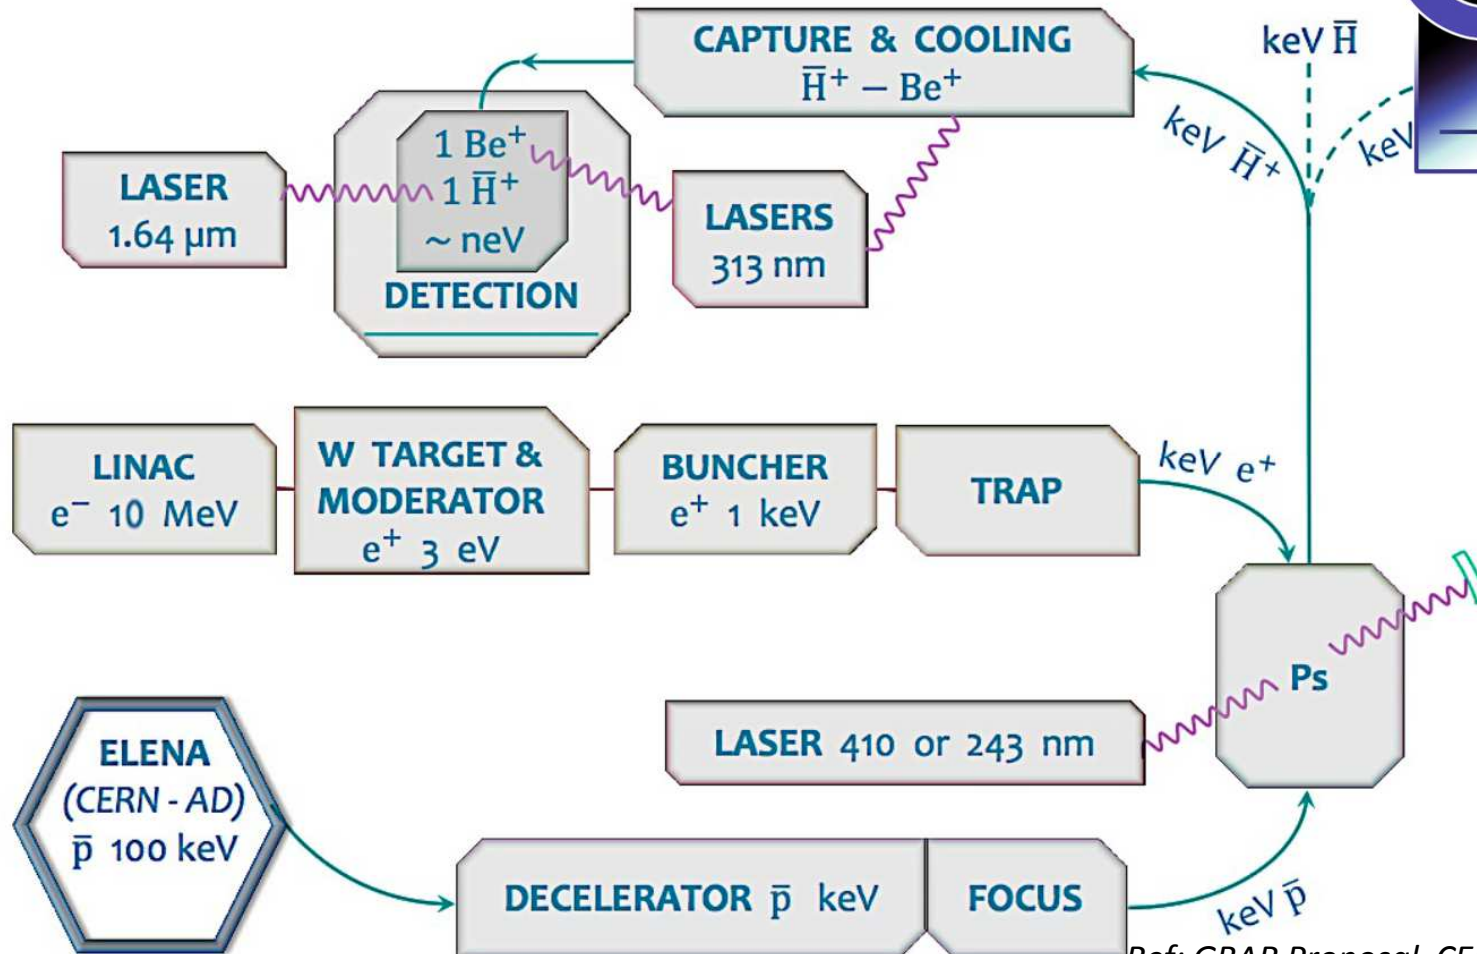 CAPTURE & COOLING
H̅⁺ – Be⁺
keV H̅
keV H̅⁺
keV
1 Be⁺
1 H̅⁺
~ neV
DETECTION
LASER
1.64 µm
LASERS
313 nm
LINAC
e⁻ 10 MeV
W TARGET &
MODERATOR
e⁺ 3 eV
BUNCHER
e⁺ 1 keV
TRAP
keV e⁺
Ps
LASER 410 or 243 nm
ELENA
(CERN - AD)
p̅ 100 keV
DECELERATOR p̅ keV
FOCUS
keV p̅